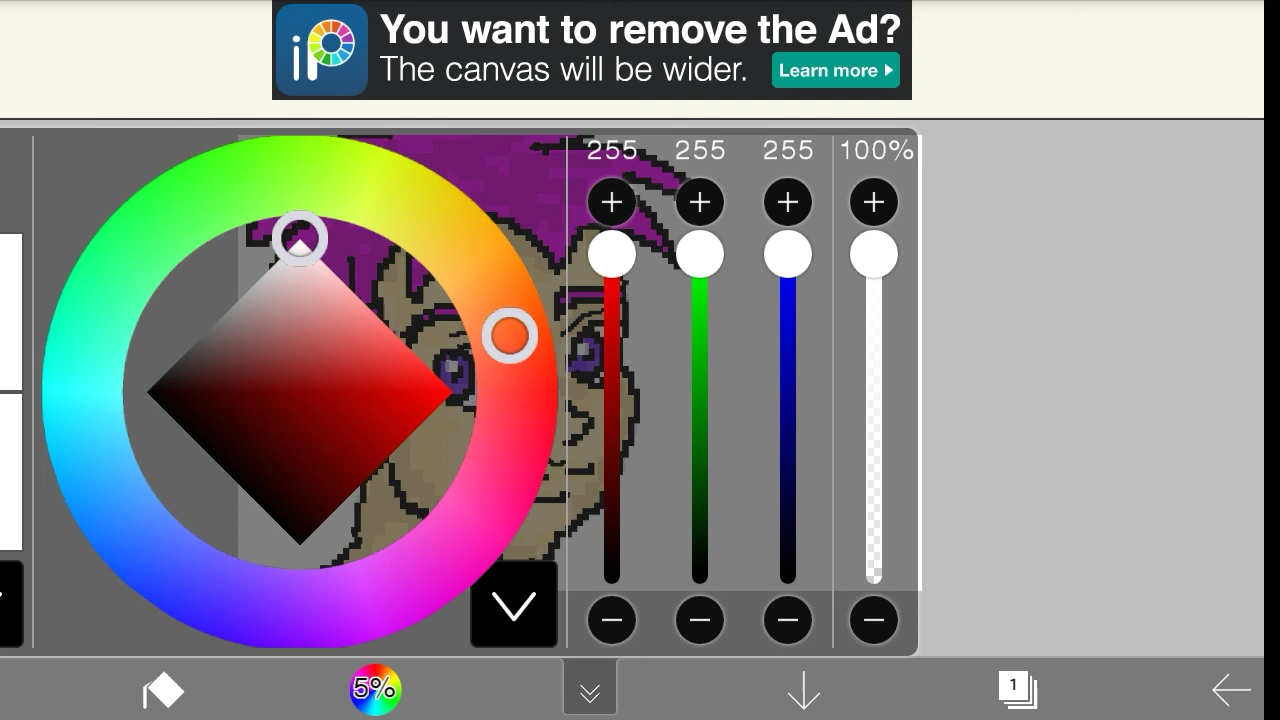 iP
You want to remove the Ad?
The canvas will be wider.
Learn more
255 255 255 100%
5%
1